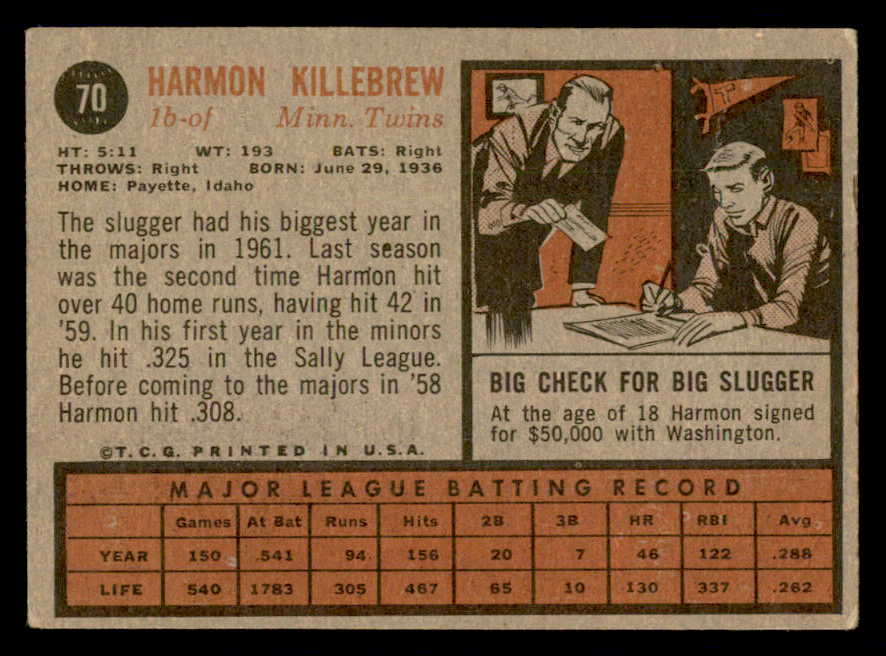 70
HARMON KILLEBREW
1b-of Minn. Twins
HT: 5:11 WT: 193 BATS: Right
THROWS: Right BORN: June 29, 1936
HOME: Payette, Idaho
The slugger had his biggest year in
the majors in 1961. Last season
was the second time Harmon hit
over 40 home runs, having hit 42 in
'59. In his first year in the minors
he hit .325 in the Sally League.
Before coming to the majors in '58
Harmon hit .308.
©T.C.G. PRINTED IN U.S.A.
T
BIG CHECK FOR BIG SLUGGER
At the age of 18 Harmon signed
for $50,000 with Washington.
MAJOR LEAGUE BATTING RECORD
Games At Bat Runs Hits 2B 3B HR RBI Avg.
YEAR 150 .541 94 156 20 7 46 122 .288
LIFE 540 1783 305 467 65 10 130 337 .262